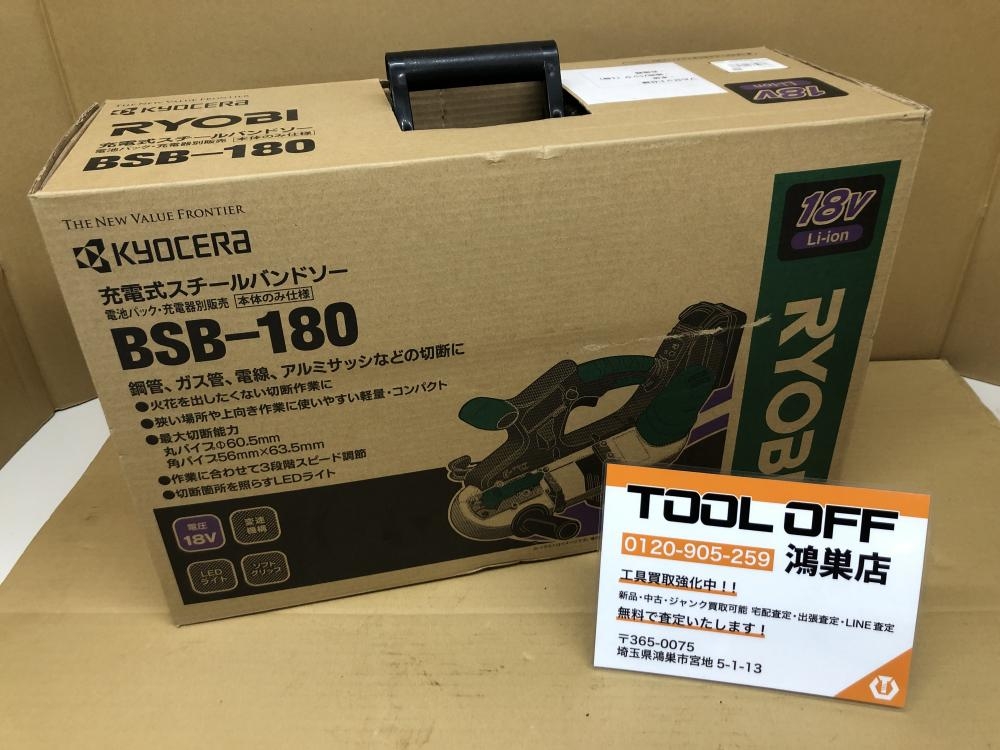 THE NEW VALUE FRONTIER
KYOCERA
RYOBI
充電式スチールバンドソー
電池パック・充電器別販売 本体のみ仕様
BSB-180
18V
Li-ion
THE NEW VALUE FRONTIER
KYOCERA
充電式スチールバンドソー
電池パック・充電器別販売 本体のみ仕様
BSB-180
鋼管、ガス管、電線、アルミサッシなどの切断に
●火花を出したくない切断作業に
●狭い場所や上向き作業に使いやすい軽量・コンパクト
●最大切断能力
丸パイプΦ60.5mm
角パイプ56mm×63.5mm
●作業に合わせて3段階スピード調節
●切断箇所を照らすLEDライト
電圧
18V
変速
機構
LED
ライト
ソフト
グリップ
18V
Li-ion
RYOBI
TOOL OFF
0120-905-259 鴻巣店
工具買取強化中!!
新品・中古・ジャンク買取可能 宅配査定・出張査定・LINE査定
無料で査定いたします!
〒365-0075
埼玉県鴻巣市宮地5-1-13